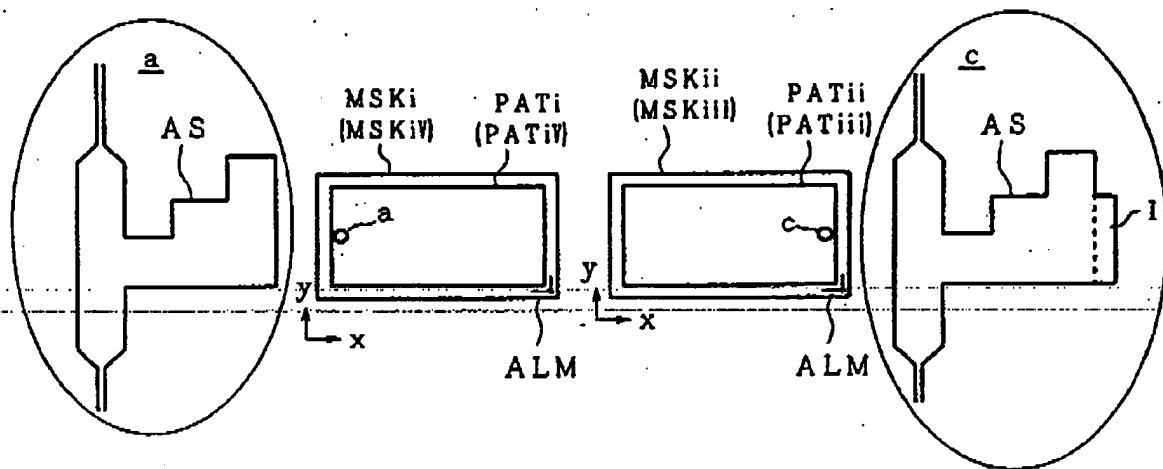 a
AS
MSKi
(MSKiV)
PATi
(PATiV)
a
y
x
ALM
MSKii
(MSKiii)
PATii
(PATiii)
c
y
x
ALM
c
AS
I